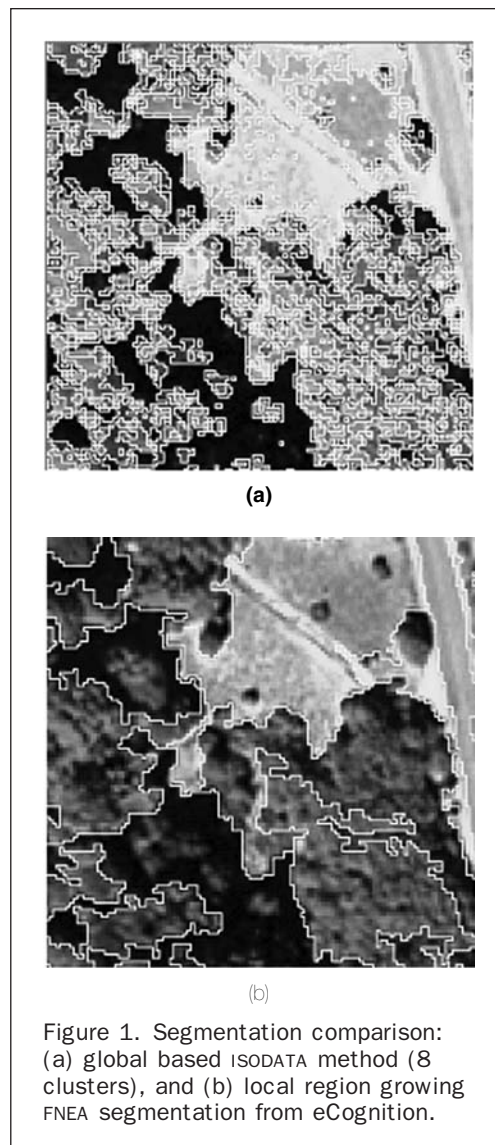 (a)
(b)
Figure 1. Segmentation comparison:
(a) global based ISODATA method (8
clusters), and (b) local region growing
FNEA segmentation from eCognition.